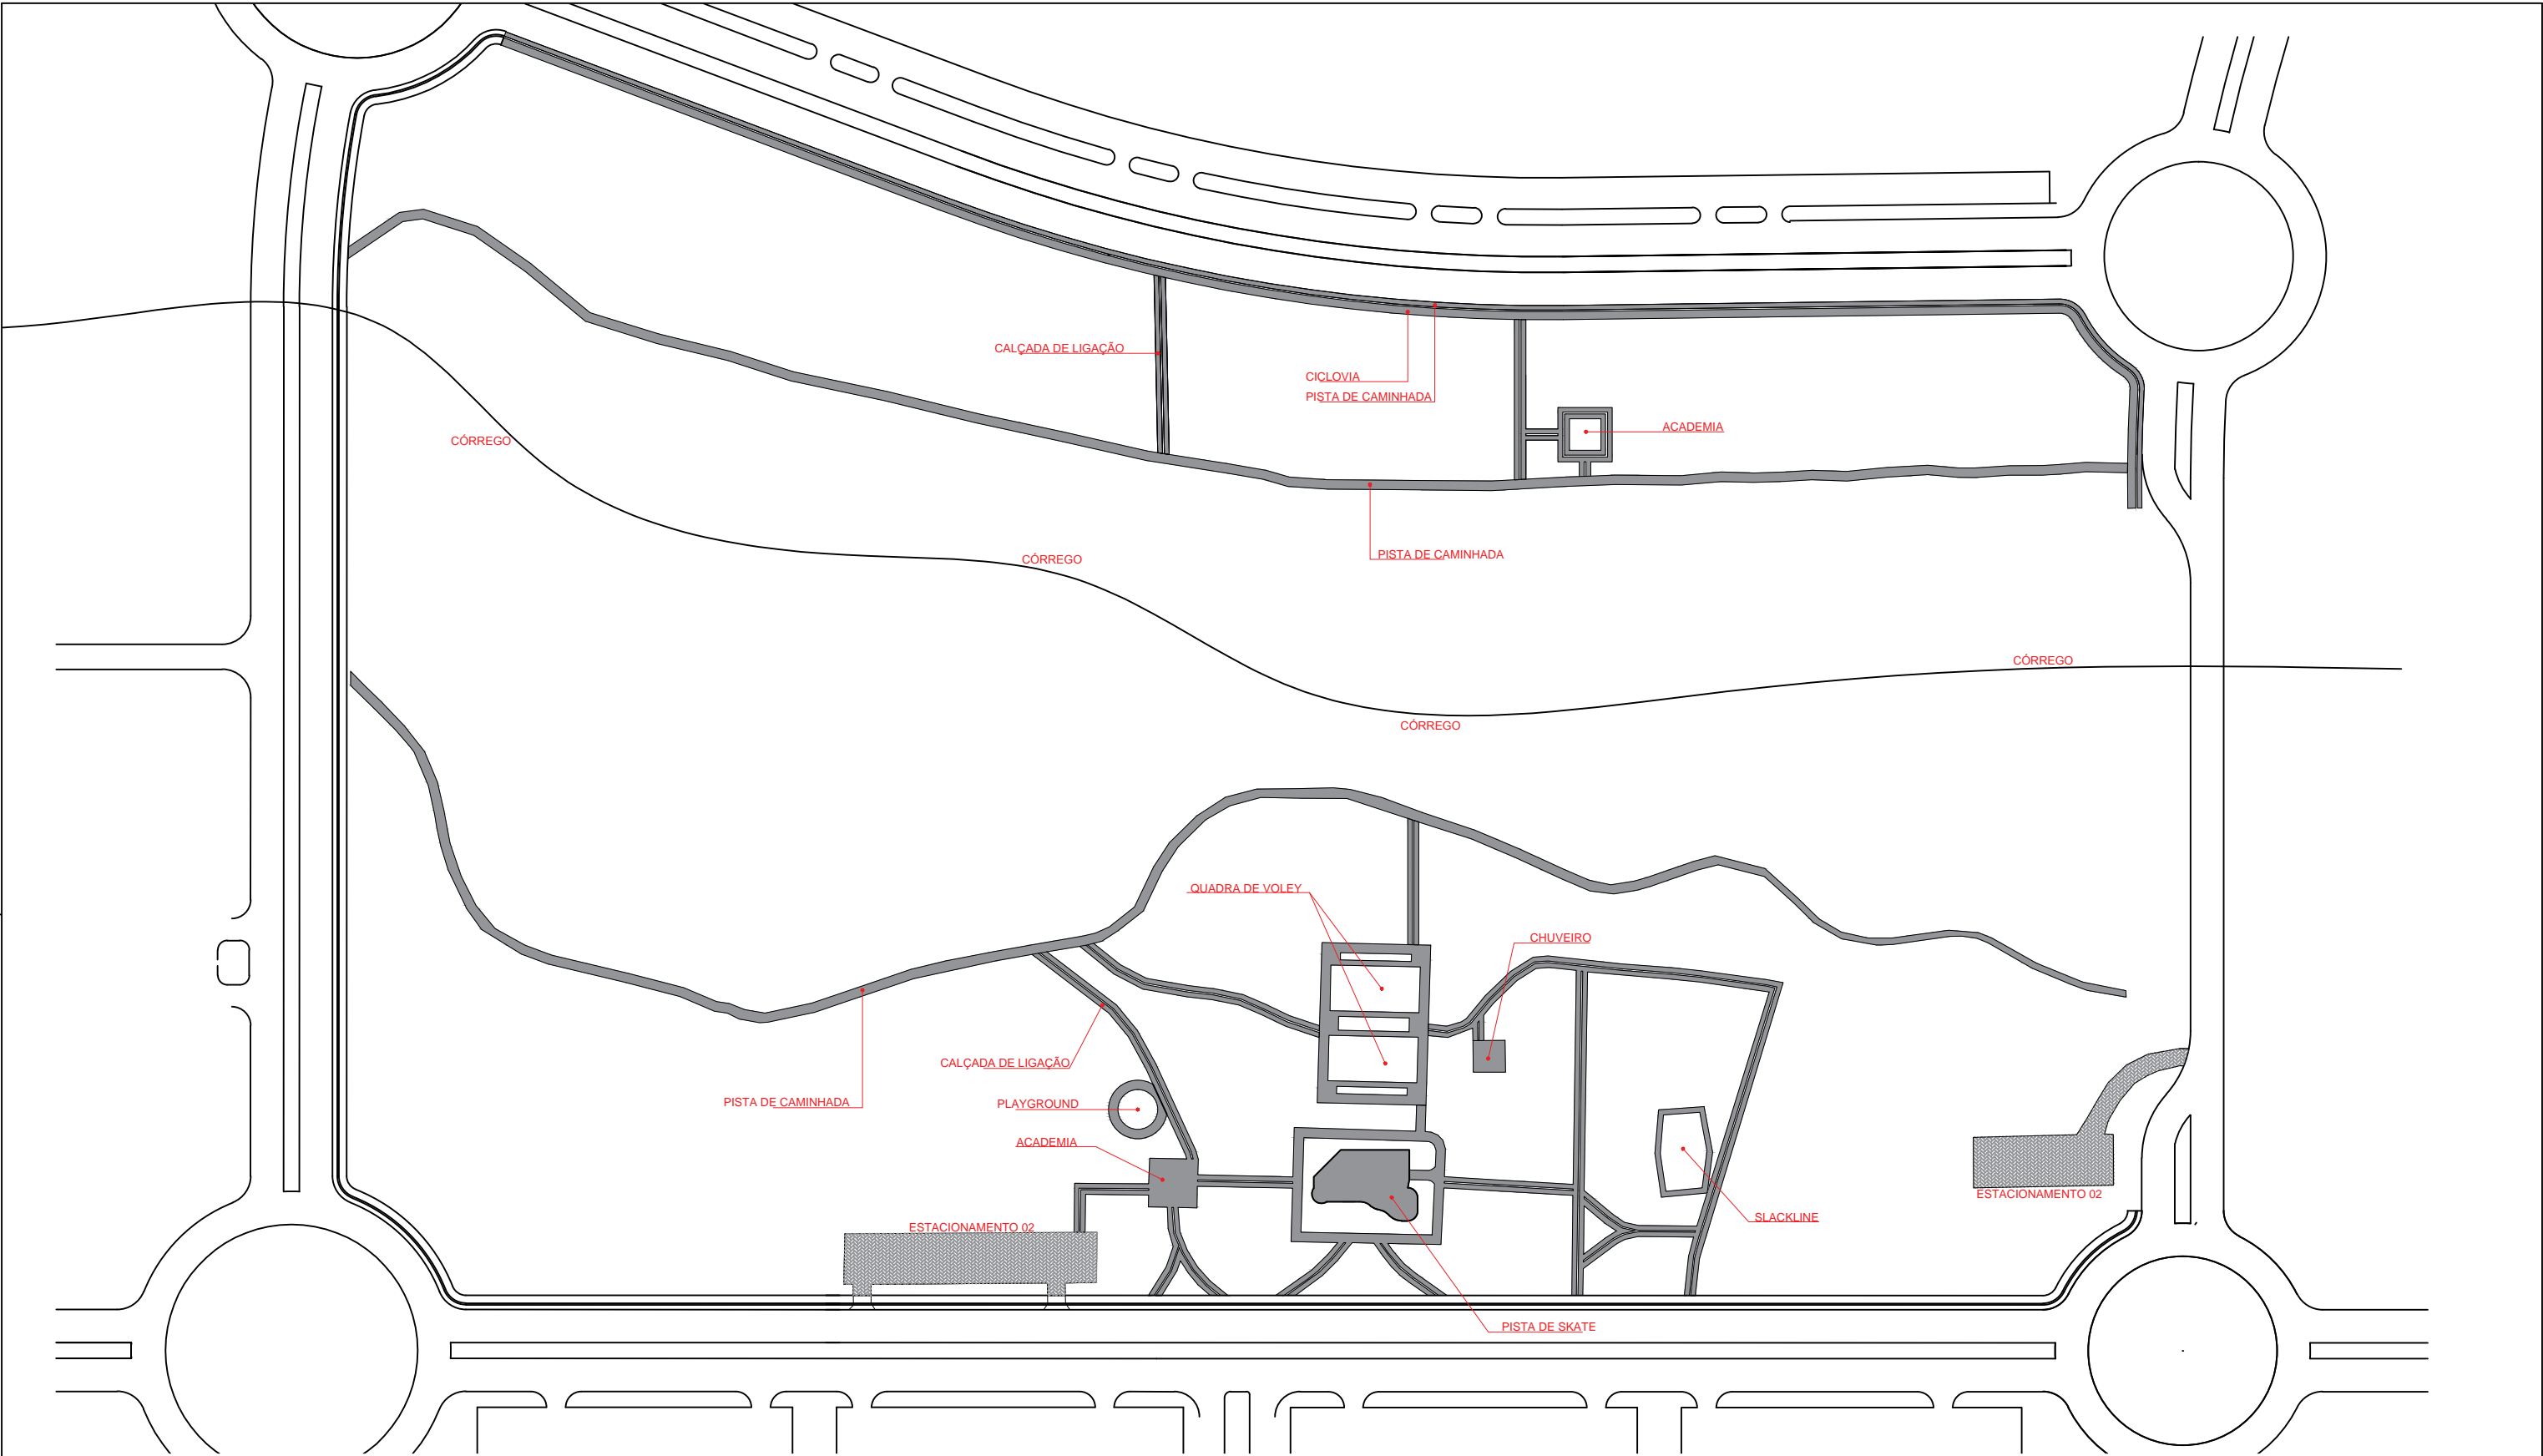 CALÇADA DE LIGAÇÃO
CICLOVIA
PISTA DE CAMINHADA
ACADEMIA
CÓRREGO
PISTA DE CAMINHADA
CÓRREGO
CÓRREGO
CÓRREGO
QUADRA DE VOLEY
CHUVEIRO
CALÇADA DE LIGAÇÃO
PISTA DE CAMINHADA
PLAYGROUND
ACADEMIA
ESTACIONAMENTO 02
SLACKLINE
ESTACIONAMENTO 02
PISTA DE SKATE